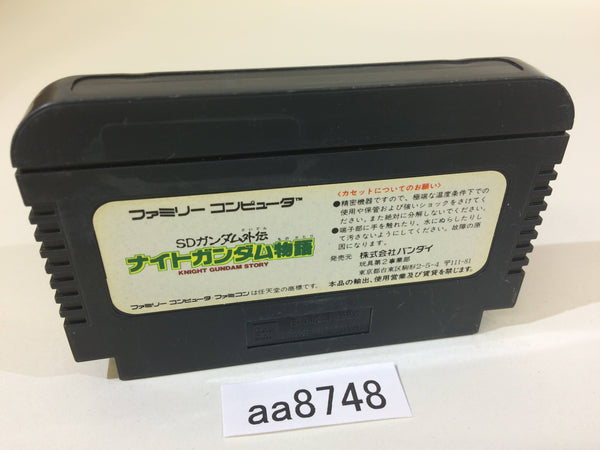 ファミリー コンピュータ™
SDガンダム外伝
ナイトガンダム物語
KNIGHT GUNDAM STORY
ファミリーコンピュータ・ファミコンは任天堂の商標です。
〈カセットについてのお願い〉
●精密機器ですので、極端な温度条件下での
使用や保管および強いショックをさけてく
ださい。また絶対に分解しないでください。
●端子部に手を触れたり、水にぬらしたりし
て汚さないようにしてください。故障の原
因になります。
発売元 株式会社バンダイ
玩具第2事業部
東京都台東区駒形2-5-4 〒111-81
本品の輸出、使用営業及び賃貸を禁じます。
aa8748